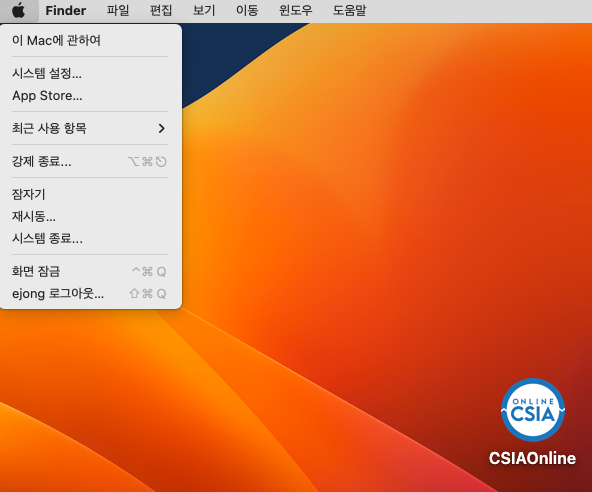 Finder 파일 편집 보기 이동 윈도우 도움말
이 Mac에 관하여
시스템 설정...
App Store...
최근 사용 항목
강제 종료... ⌥⌘⎋
잠자기
재시동...
시스템 종료...
화면 잠금 ^⌘Q
ejong 로그아웃... ⇧⌘Q
ONLINE
CSIA
CSIAOnline